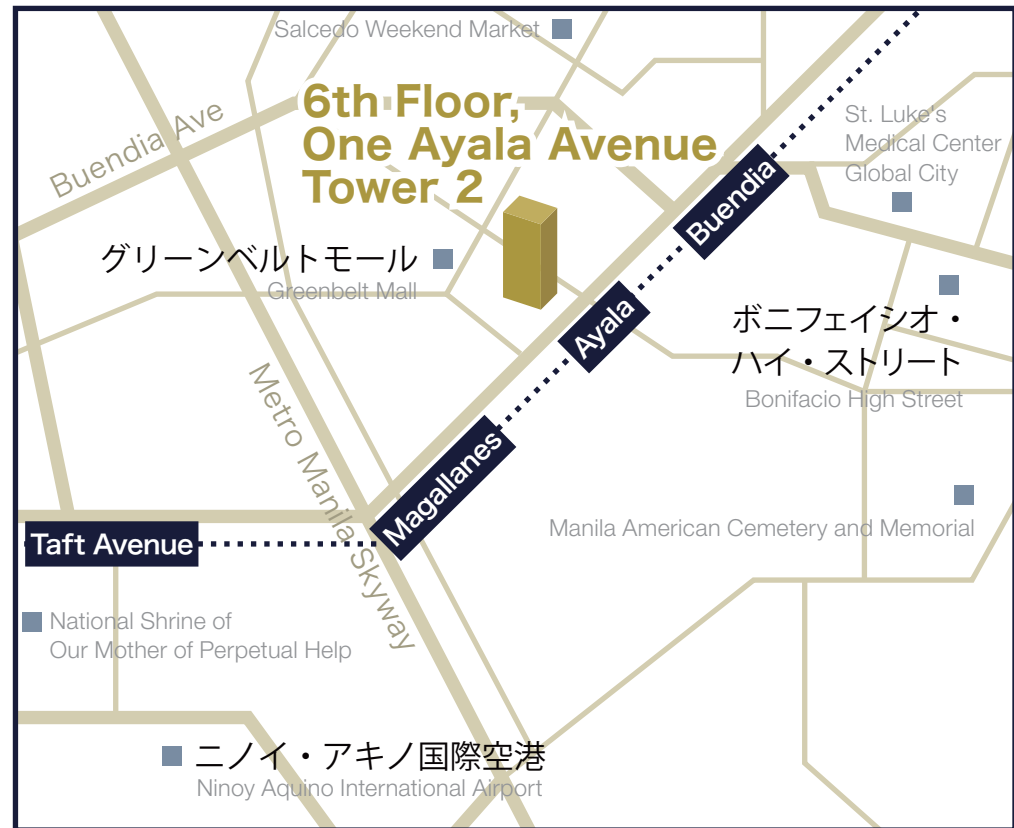 Salcedo Weekend Market
6th Floor,
One Ayala Avenue
Tower 2
Buendia Ave
St. Luke's
Medical Center
Global City
Buendia
グリーンベルトモール
Greenbelt Mall
Ayala
ボニフェイシオ・
ハイ・ストリート
Bonifacio High Street
Metro Manila Skyway
Magallanes
Manila American Cemetery and Memorial
Taft Avenue
National Shrine of
Our Mother of Perpetual Help
ニノイ・アキノ国際空港
Ninoy Aquino International Airport